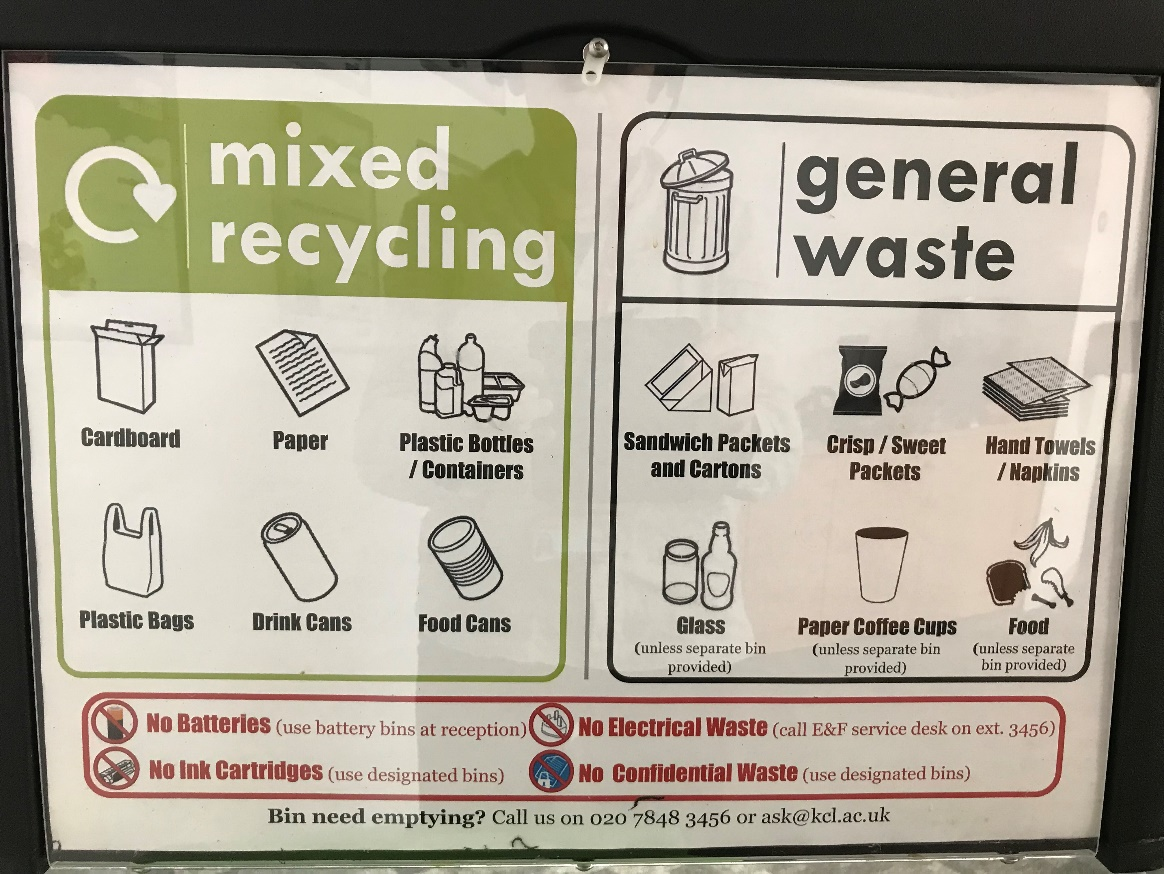 mixed
recycling
Cardboard
Paper
Plastic Bottles
/ Containers
Plastic Bags
Drink Cans
Food Cans
general
waste
Sandwich Packets
and Cartons
Crisp / Sweet
Packets
Hand Towels
/ Napkins
Glass
(unless separate bin
provided)
Paper Coffee Cups
(unless separate bin
provided)
Food
(unless separate
bin provided)
No Batteries (use battery bins at reception)
No Electrical Waste (call E&F service desk on ext. 3456)
No Ink Cartridges (use designated bins)
No Confidential Waste (use designated bins)
Bin need emptying? Call us on 020 7848 3456 or ask@kcl.ac.uk